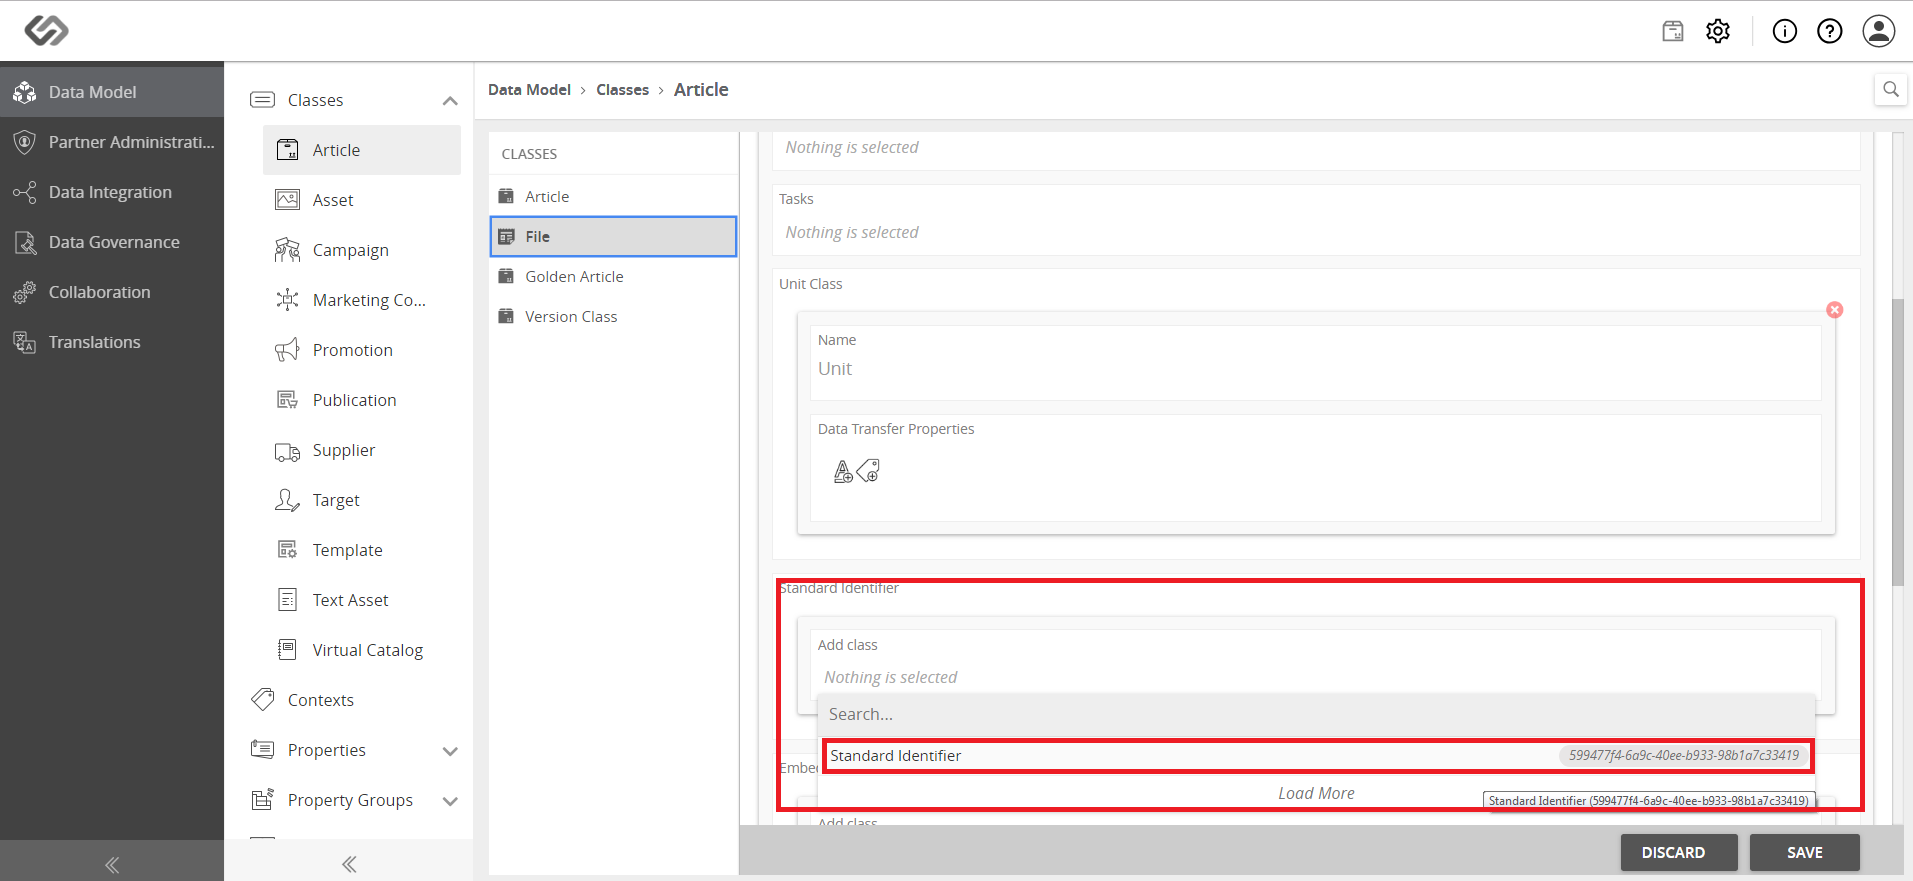 Data Model
Partner Administrati...
Data Integration
Data Governance
Collaboration
Translations
Classes
Article
Asset
Campaign
Marketing Co...
Promotion
Publication
Supplier
Target
Template
Text Asset
Virtual Catalog
Contexts
Properties
Property Groups
Data Model > Classes > Article
CLASSES
Article
File
Golden Article
Version Class
Nothing is selected
Tasks
Nothing is selected
Unit Class
Name
Unit
Data Transfer Properties
Standard Identifier
Add class
Nothing is selected
Search...
Standard Identifier 599477f4-6a9c-40ee-b933-98b1a7c33419
Embe
Load More
Standard Identifier (599477f4-6a9c-40ee-b933-98b1a7c33419)
Add class
DISCARD SAVE